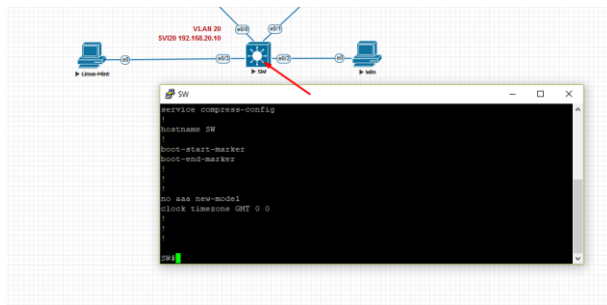 VLAN 20
SVI20 192.168.20.10
e0/0
e0/1
e0
e0/3
e0/2
e0
Linux-Mint
SW
Win
SW
service compress-config
!
hostname SW
!
boot-start-marker
boot-end-marker
!
!
!
no aaa new-model
clock timezone GMT 0 0
!
!
!
SW#